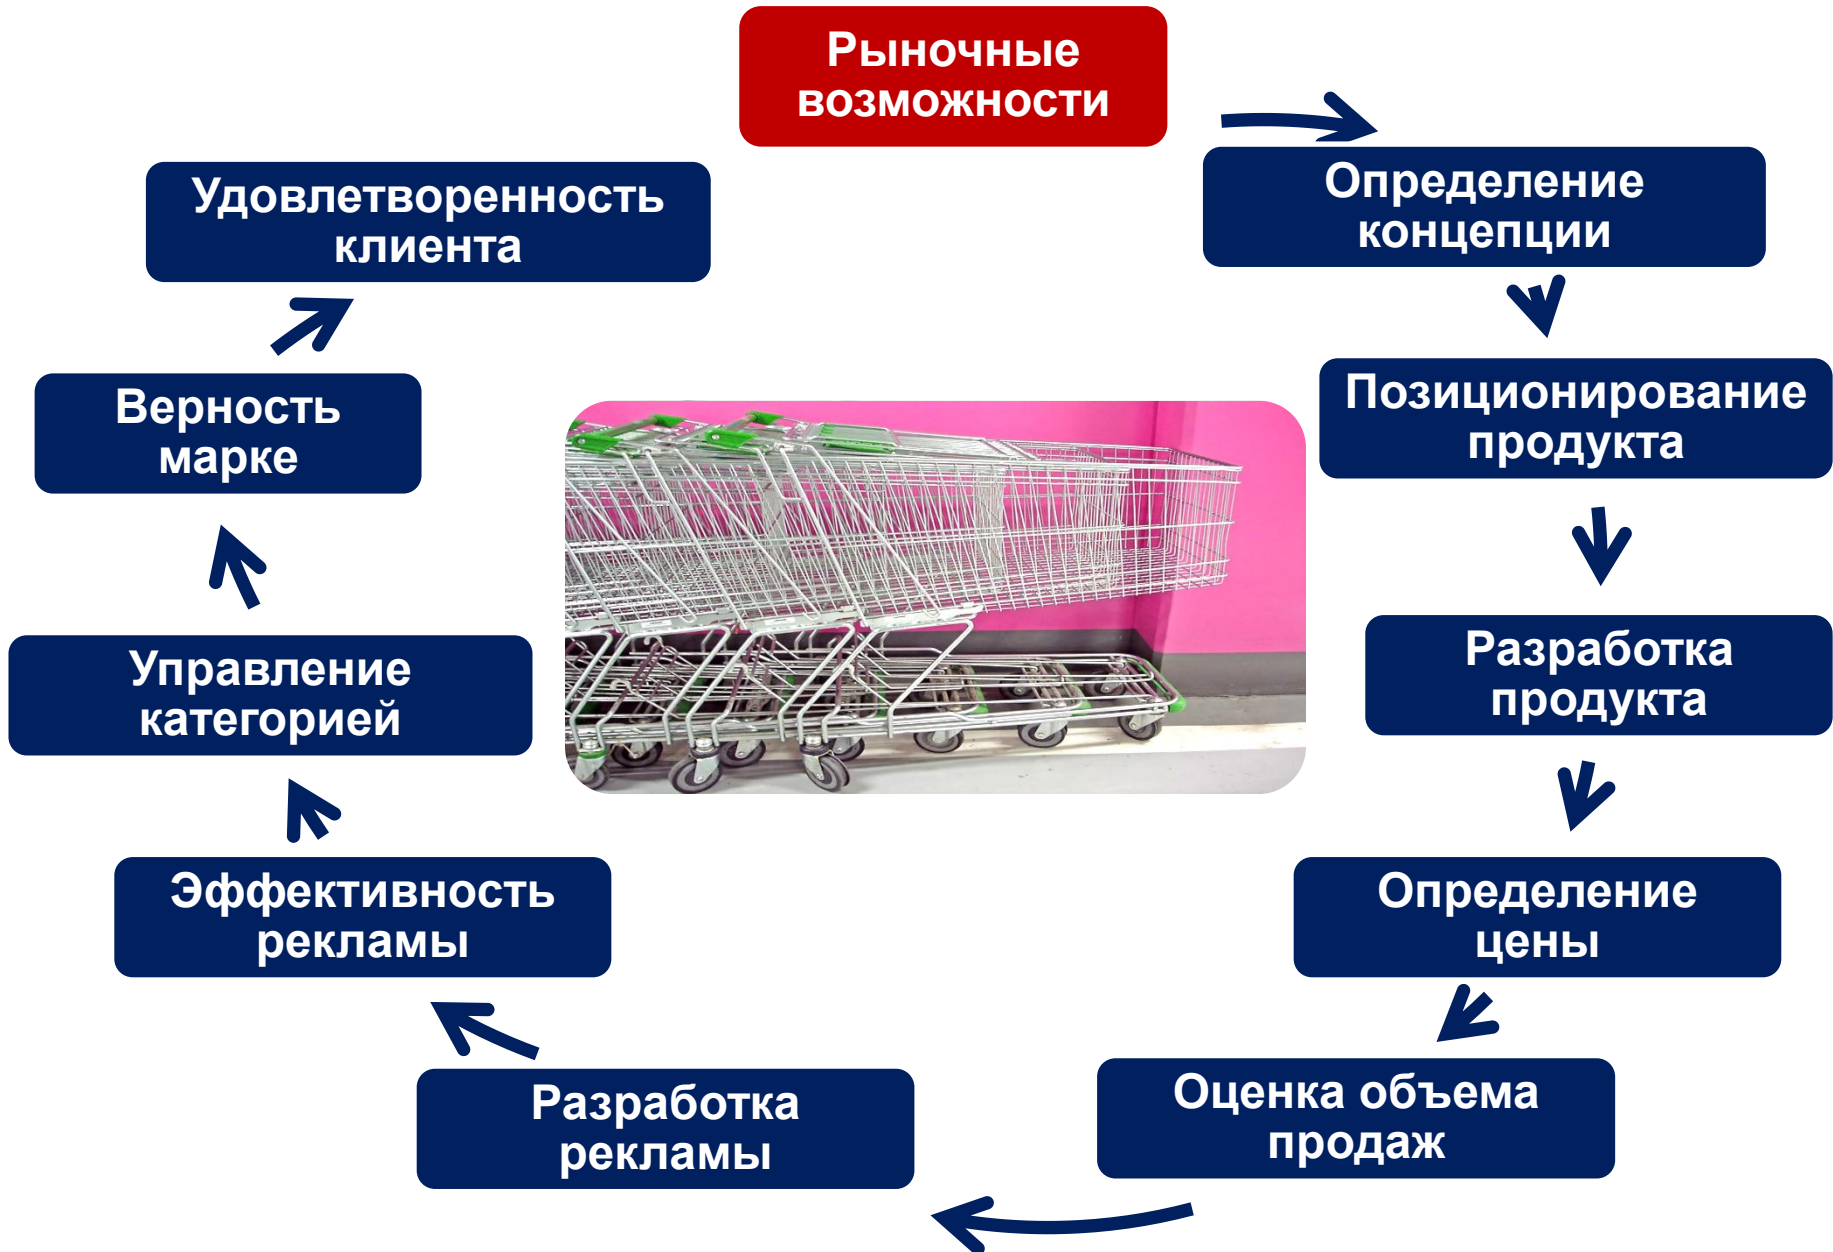 Рыночные
возможности
Определение
концепции
Позиционирование
продукта
Разработка
продукта
Определение
цены
Оценка объема
продаж
Разработка
рекламы
Эффективность
рекламы
Управление
категорией
Верность
марке
Удовлетворенность
клиента